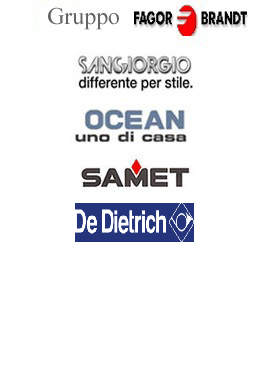 Gruppo FAGOR BRANDT
SANGIORGIO
differente per stile.
OCEAN
uno di casa
SAMET
De Dietrich